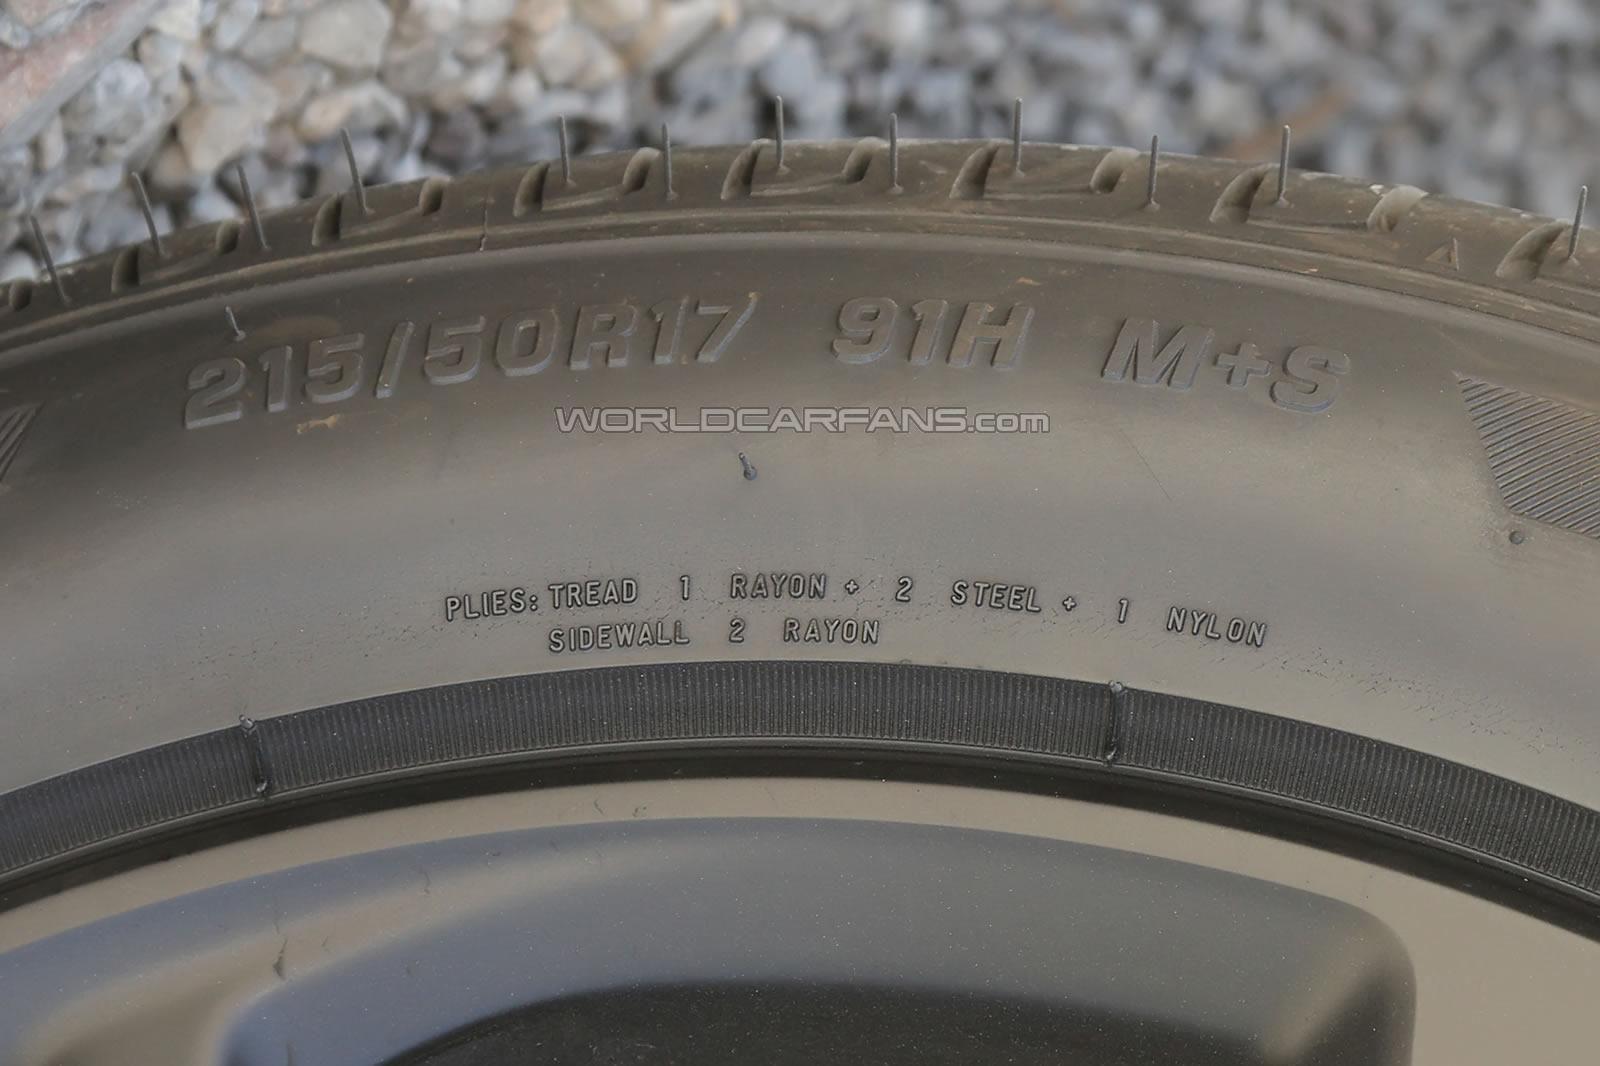 215/50R17 91H M+S
WORLDCARFANS.com
PLIES: TREAD 1 RAYON + 2 STEEL + 1 NYLON
SIDEWALL 2 RAYON